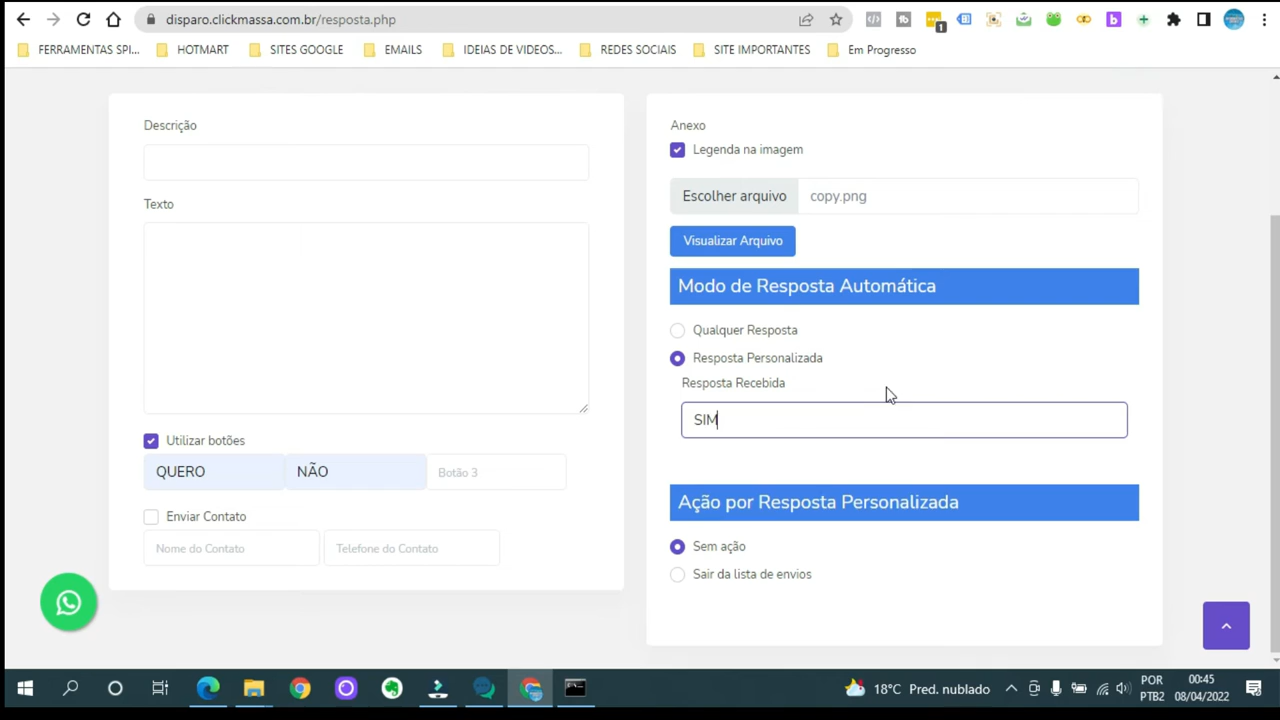 disparo.clickmassa.com.br/resposta.php
1
FERRAMENTAS SPI...
HOTMART
SITES GOOGLE
EMAILS
IDEIAS DE VIDEOS...
REDES SOCIAIS
SITE IMPORTANTES
Em Progresso
Descrição
Texto
Utilizar botões
QUERO
NÃO
Botão 3
Enviar Contato
Nome do Contato
Telefone do Contato
Anexo
Legenda na imagem
Escolher arquivo
copy.png
Visualizar Arquivo
Modo de Resposta Automática
Qualquer Resposta
Resposta Personalizada
Resposta Recebida
SIM
Ação por Resposta Personalizada
Sem ação
Sair da lista de envios
18°C Pred. nublado
POR
PTB2
00:45
08/04/2022